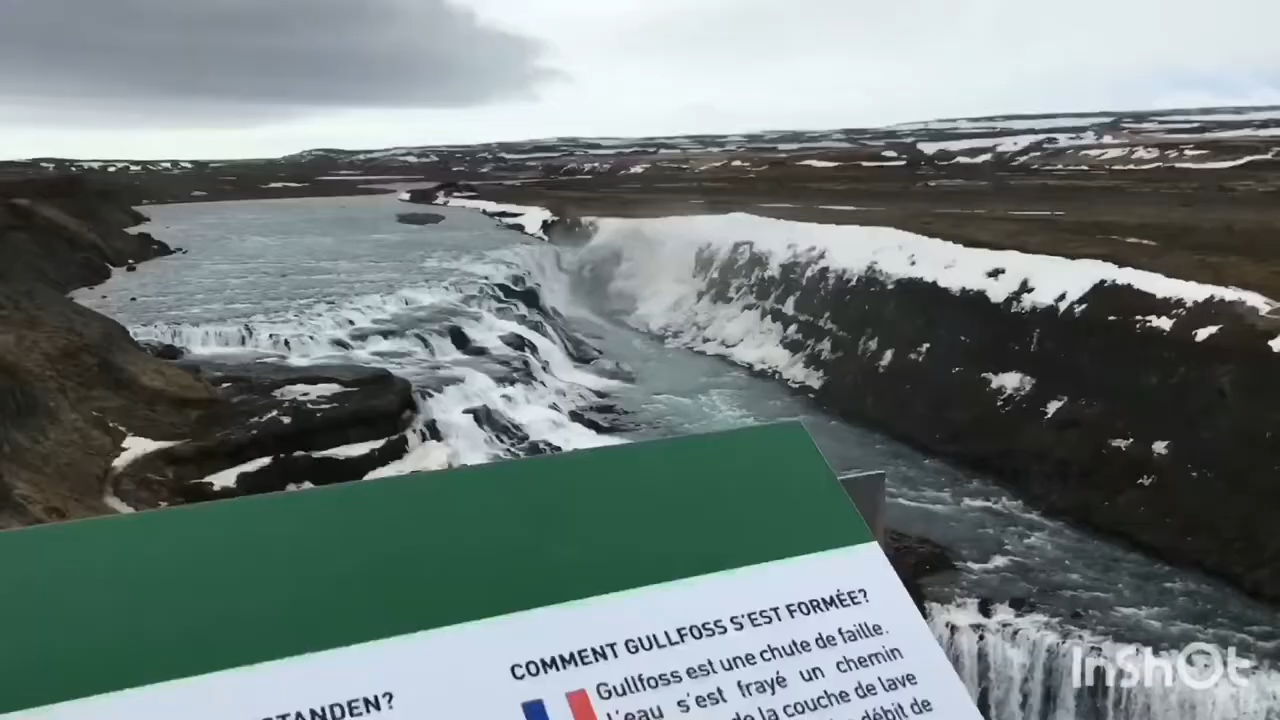 STANDEN?
COMMENT GULLFOSS S'EST FORMÉE?
Gullfoss est une chute de faille.
L'eau s'est frayé un chemin
de la couche de lave
débit de
InShOt